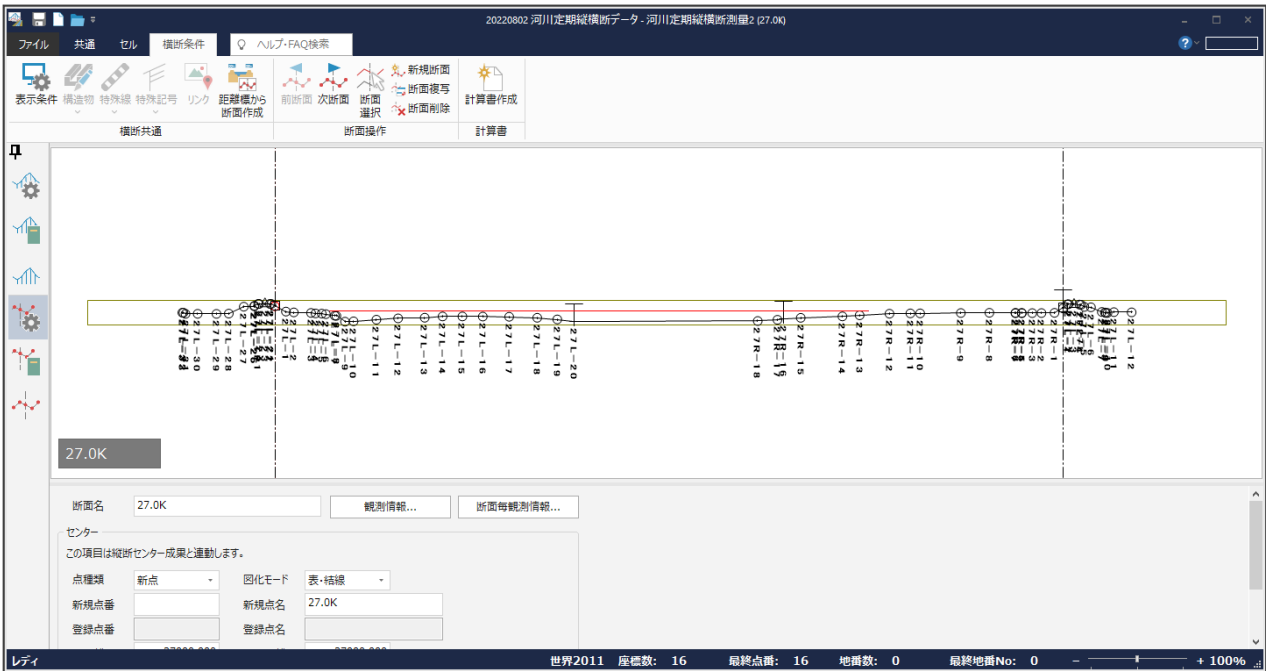 20220802 河川定期縦横断データ - 河川定期縦横断測量2 (27.0K)
ファイル 共通 セル 横断条件 ヘルプ・FAQ検索
表示条件 構造物 特殊線 特殊記号 リンク 距離標から断面作成 前断面 次断面 断面選択 新規断面 断面複写 断面削除 計算書作成
横断共通 断面操作 計算書
27L-30 27L-29 27L-28 27L-27 27L-1 27L-2 27L-9 27L-10 27L-11 27L-12 27L-13 27L-14 27L-15 27L-16 27L-17 27L-18 27L-19 27L-20 27R-18 27R-17 27R-16 27R-15 27R-14 27R-13 27R-12 27R-11 27R-10 27R-9 27R-8 27R-3 27R-2 27R-1 27L-6 27L-11 27L-12
27.0K
断面名 27.0K 観測情報... 断面毎観測情報...
センター
この項目は縦断センター成果と連動します。
点種類 新点 図化モード 表・結線
新規点番 新規点名 27.0K
登録点番 登録点名
レディ 世界2011 座標数: 16 最終点番: 16 地番数: 0 最終地番No: 0 - + 100%